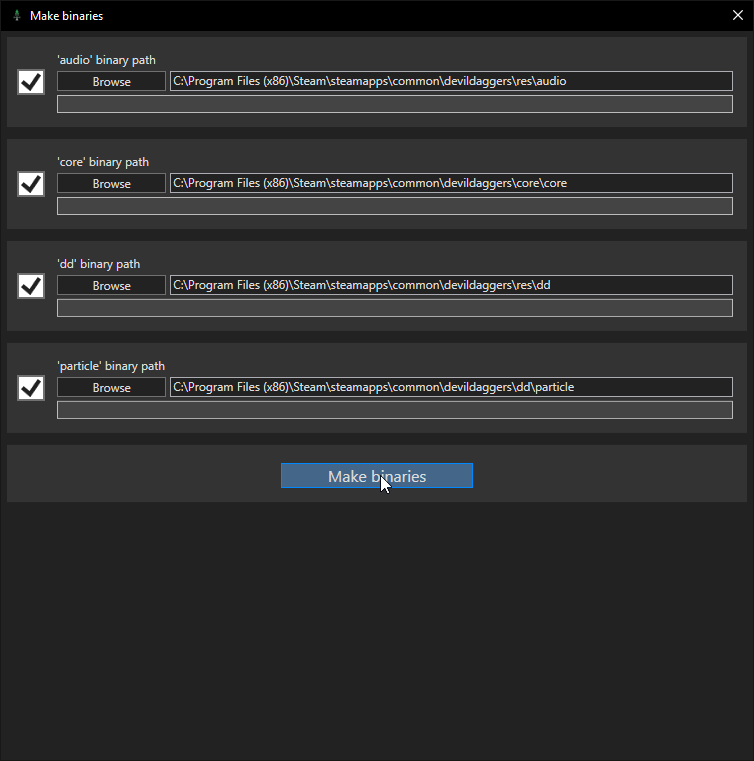 Make binaries
'audio' binary path
Browse C:\Program Files (x86)\Steam\steamapps\common\devildaggers\res\audio
'core' binary path
Browse C:\Program Files (x86)\Steam\steamapps\common\devildaggers\core\core
'dd' binary path
Browse C:\Program Files (x86)\Steam\steamapps\common\devildaggers\res\dd
'particle' binary path
Browse C:\Program Files (x86)\Steam\steamapps\common\devildaggers\dd\particle
Make binaries